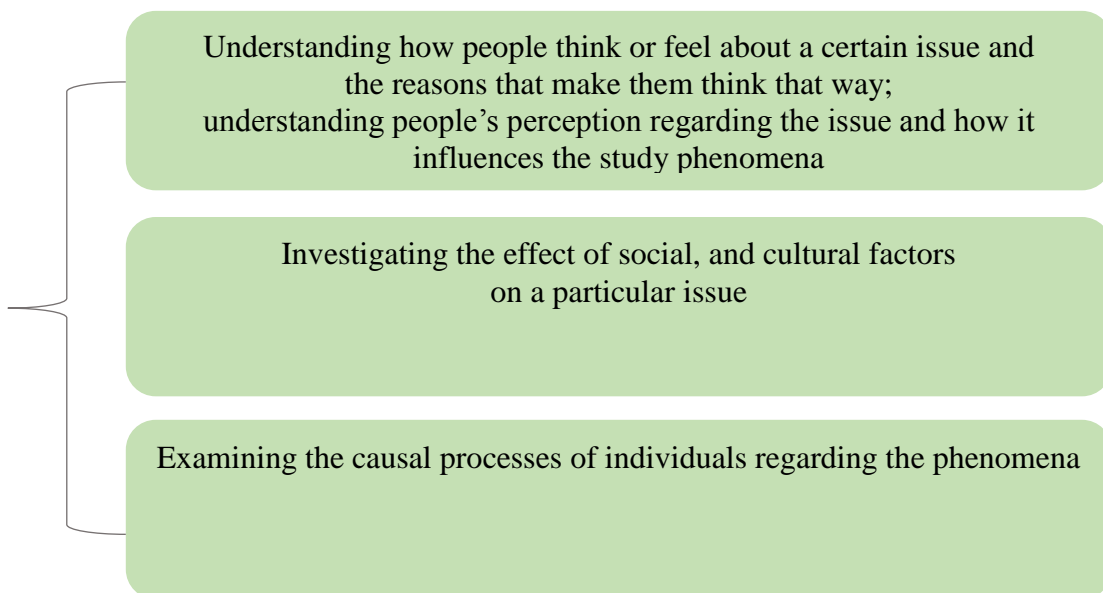 Understanding how people think or feel about a certain issue and
the reasons that make them think that way;
understanding people’s perception regarding the issue and how it
influences the study phenomena
Investigating the effect of social, and cultural factors
on a particular issue
Examining the causal processes of individuals regarding the phenomena